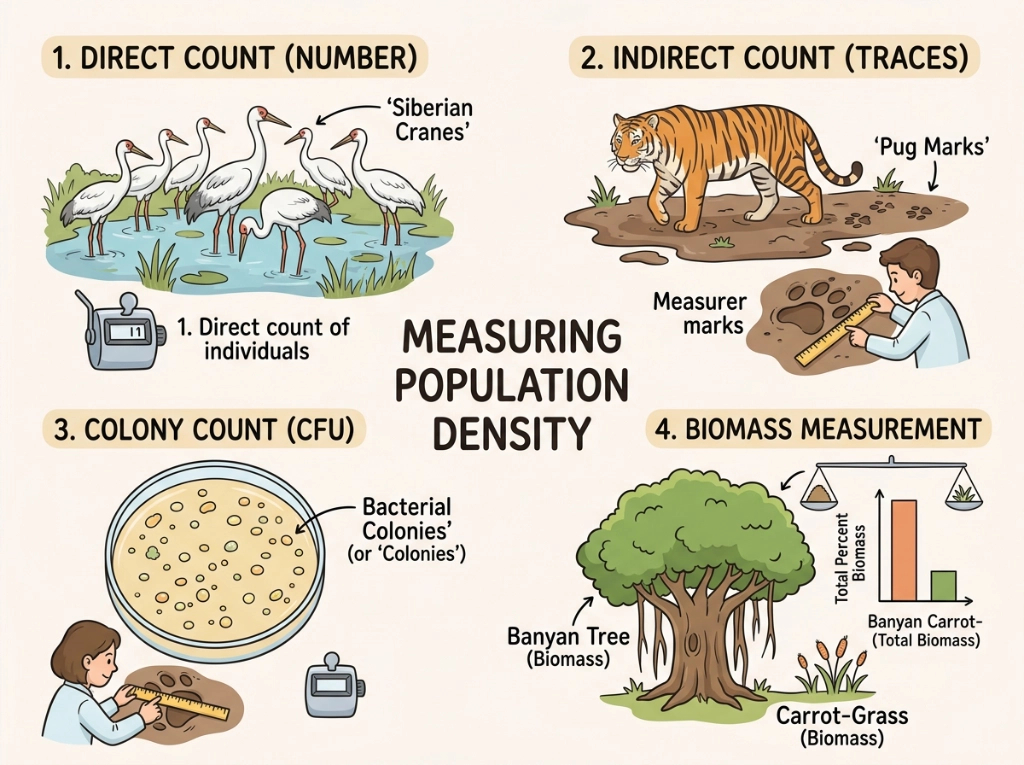 1. DIRECT COUNT (NUMBER)
'Siberian
Cranes'
11
1. Direct count of
individuals
2. INDIRECT COUNT (TRACES)
'Pug Marks'
Measurer
marks
MEASURING
POPULATION
DENSITY
3. COLONY COUNT (CFU)
Bacterial
Colonies'
(or 'Colonies')
4. BIOMASS MEASUREMENT
Total Percent
Biomass
Banyan Carrot-
(Total Biomass)
Banyan Tree
(Biomass)
Carrot-Grass
(Biomass)